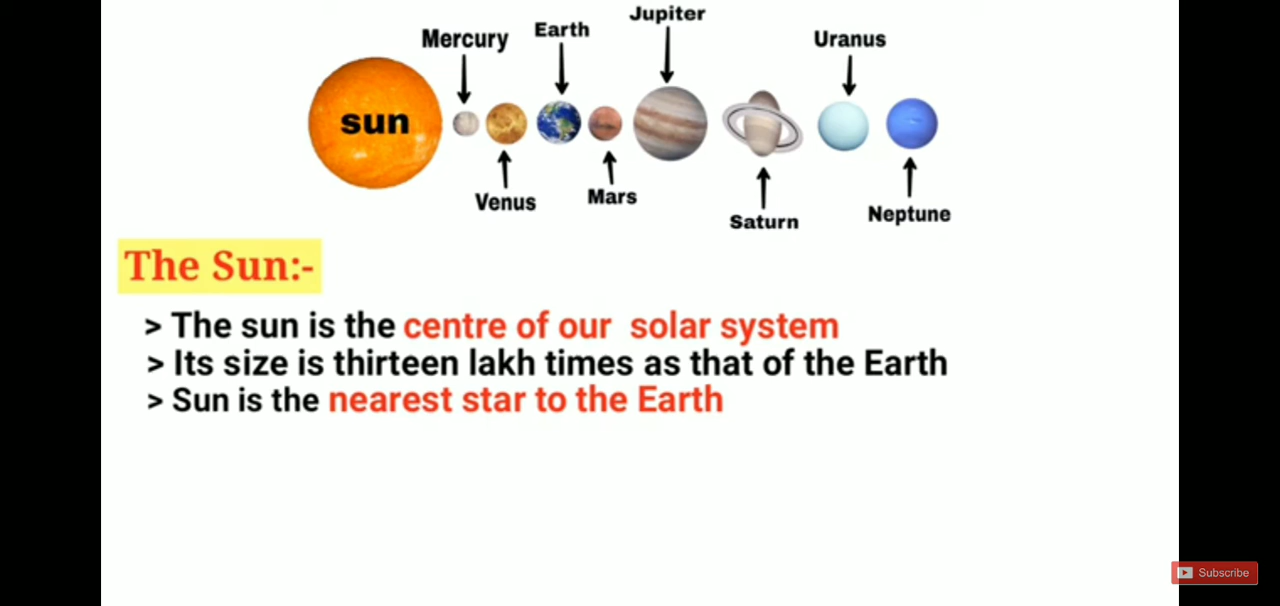 Jupiter
Earth
Mercury
Uranus
sun
Venus
Mars
Saturn
Neptune
The Sun:-
> The sun is the centre of our solar system
> Its size is thirteen lakh times as that of the Earth
> Sun is the nearest star to the Earth
Subscribe